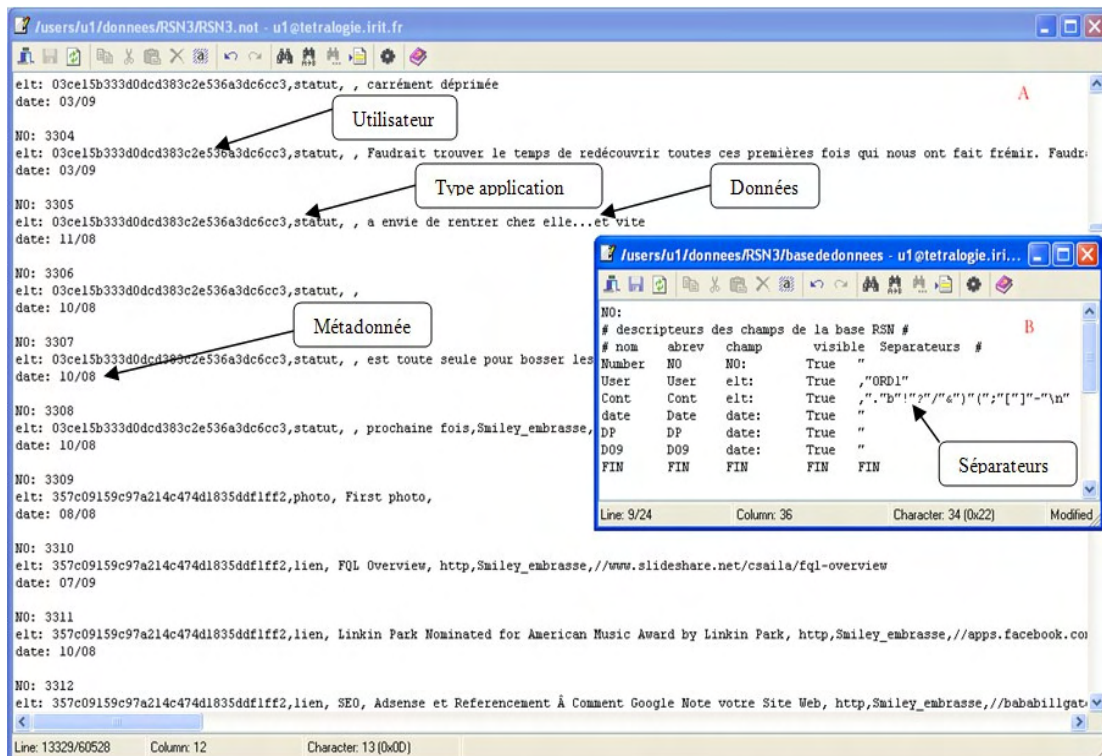 /users/u1/donnees/RSN3/RSN3.not - u1@tetralogie.irit.fr
elt: 03ce15b333d0dcd383c2e536a3dc6cc3,statut, , carrément déprimée
date: 03/09
A
Utilisateur
NO: 3304
elt: 03ce15b333d0dcd383c2e536a3dc6cc3,statut, , Faudrait trouver le temps de redécouvrir toutes ces premières fois qui nous ont fait frémir. Faudra
date: 03/09
Type application
Données
NO: 3305
elt: 03ce15b333d0dcd383c2e536a3dc6cc3,statut, , a envie de rentrer chez elle...et vite
date: 11/08
NO: 3306
elt: 03ce15b333d0dcd383c2e536a3dc6cc3,statut, ,
date: 10/08
Métadonnée
NO: 3307
elt: 03ce15b333d0dcd383c2e536a3dc6cc3,statut, , est toute seule pour bosser les
date: 10/08
NO: 3308
elt: 03ce15b333d0dcd383c2e536a3dc6cc3,statut, , prochaine fois,Smiley_embrasse,
date: 10/08
NO: 3309
elt: 357c09159c97a214c474d1835ddf1ff2,photo, First photo,
date: 08/08
NO: 3310
elt: 357c09159c97a214c474d1835ddf1ff2,lien, FQL Overview, http,Smiley_embrasse,//www.slideshare.net/csaila/fql-overview
date: 07/09
NO: 3311
elt: 357c09159c97a214c474d1835ddf1ff2,lien, Linkin Park Nominated for American Music Award by Linkin Park, http,Smiley_embrasse,//apps.facebook.co
date: 10/08
NO: 3312
elt: 357c09159c97a214c474d1835ddf1ff2,lien, SEO, Adsense et Referencement Â Comment Google Note votre Site Web, http,Smiley_embrasse,//bababillgat
Line: 13329/60528 Column: 12 Character: 13 (0x0D)
/users/u1/donnees/RSN3/basededonnees - u1@tetralogie.iri...
NO:
B
# descripteurs des champs de la base RSN #
# nom abrev champ visible Separateurs #
Number NO NO: True "
User User elt: True ,"ORD1"
Cont Cont elt: True ,"."b"!"?"/"&")"(";"["]"-"\n"
date Date date: True "
DP DP date: True "
D09 D09 date: True "
FIN FIN FIN FIN FIN
Séparateurs
Line: 9/24 Column: 36 Character: 34 (0x22) Modified